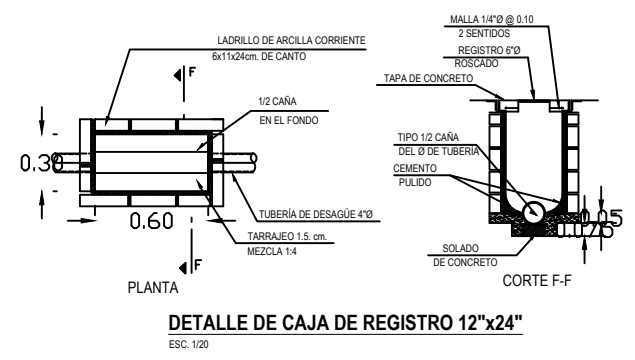 LADRILLO DE ARCILLA CORRIENTE
6x11x24cm. DE CANTO
F
1/2 CAÑA
EN EL FONDO
0.60
TUBERÍA DE DESAGÜE 4"Ø
TARRAJEO 1.5. cm.
MEZCLA 1:4
F
PLANTA
MALLA 1/4"Ø @ 0.10
2 SENTIDOS
REGISTRO 6"Ø
ROSCADO
TAPA DE CONCRETO
TIPO 1/2 CAÑA
DEL Ø DE TUBERIA
CEMENTO
PULIDO
SOLADO
DE CONCRETO
CORTE F-F
DETALLE DE CAJA DE REGISTRO 12"x24"
ESC. 1/20